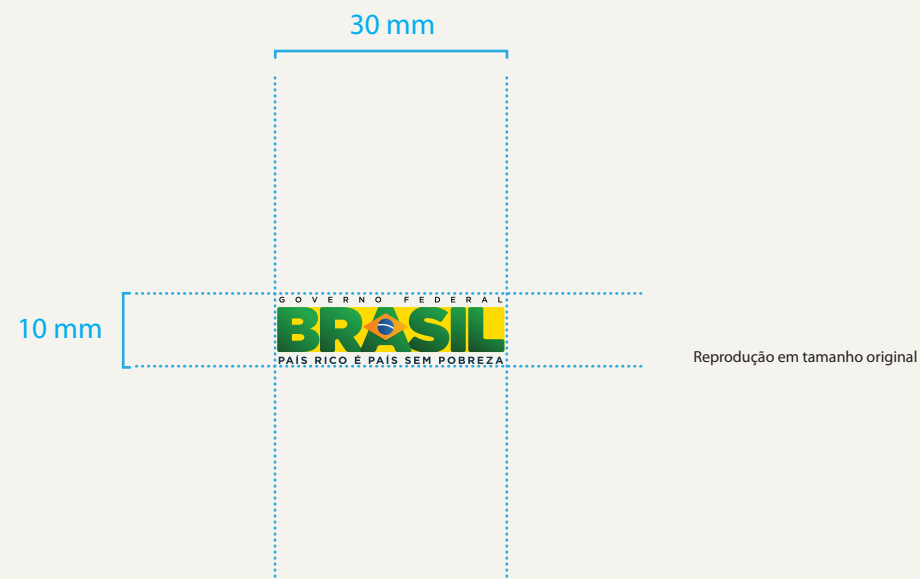 30 mm
10 mm
GOVERNO FEDERAL
BRASIL
PAÍS RICO É PAÍS SEM POBREZA
Reprodução em tamanho original